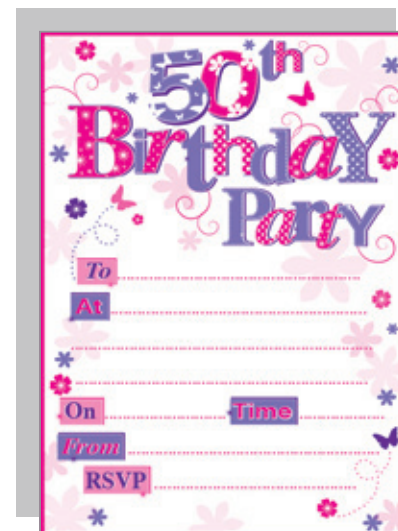 50th
BirthdaY
ParTY
To
At
On Time
From
RSVP